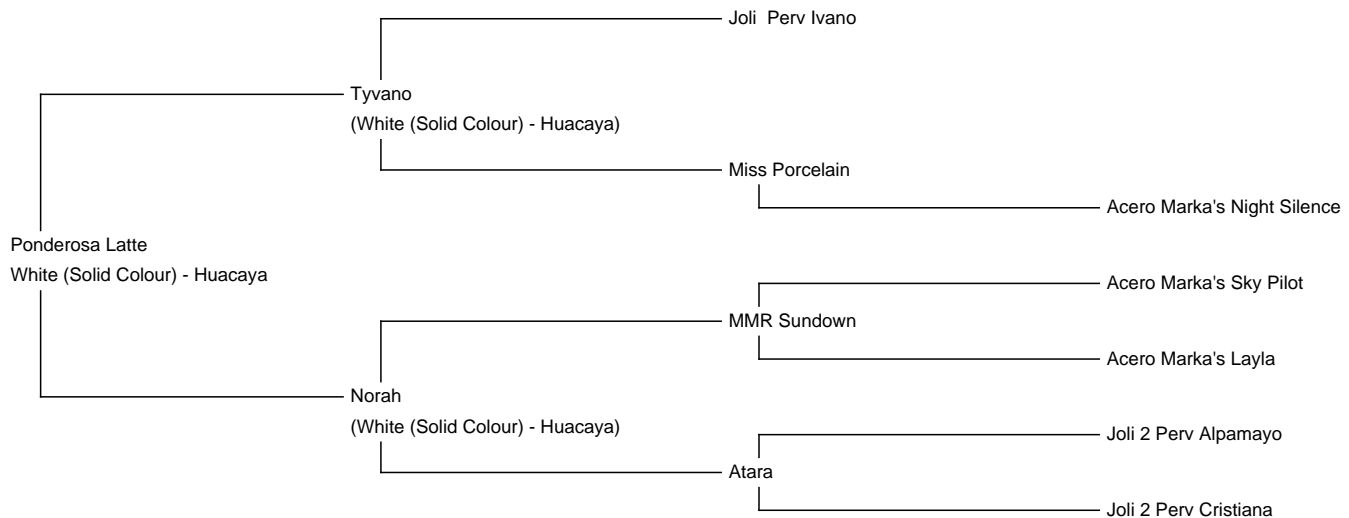 Joli  Perv Ivano
Tyvano
(White (Solid Colour) - Huacaya)
Miss Porcelain
Acero Marka's Night Silence
Ponderosa Latte
White (Solid Colour) - Huacaya
Acero Marka's Sky Pilot
MMR Sundown
Acero Marka's Layla
Norah
(White (Solid Colour) - Huacaya)
Joli 2 Perv Alpamayo
Atara
Joli 2 Perv Cristiana